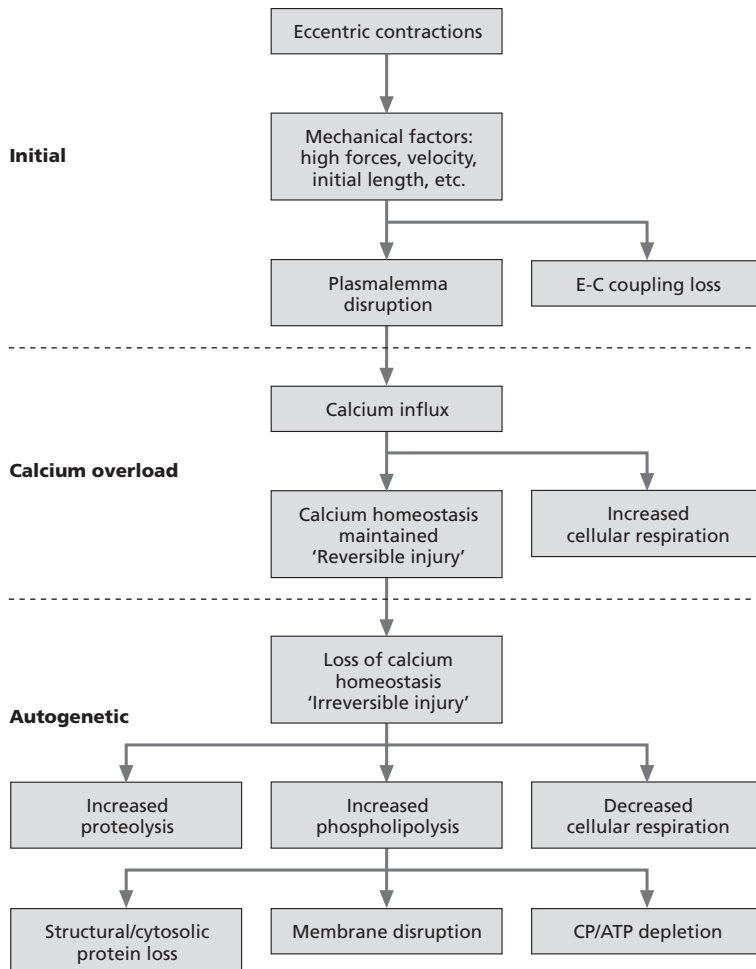 Eccentric contractions
Initial
Mechanical factors:
high forces, velocity,
initial length, etc.
Plasmalemma
disruption
E-C coupling loss
Calcium influx
Calcium overload
Calcium homeostasis
maintained
‘Reversible injury’
Increased
cellular respiration
Loss of calcium
homeostasis
‘Irreversible injury’
Autogenetic
Increased
proteolysis
Increased
phospholipolysis
Decreased
cellular respiration
Structural/cytosolic
protein loss
Membrane disruption
CP/ATP depletion